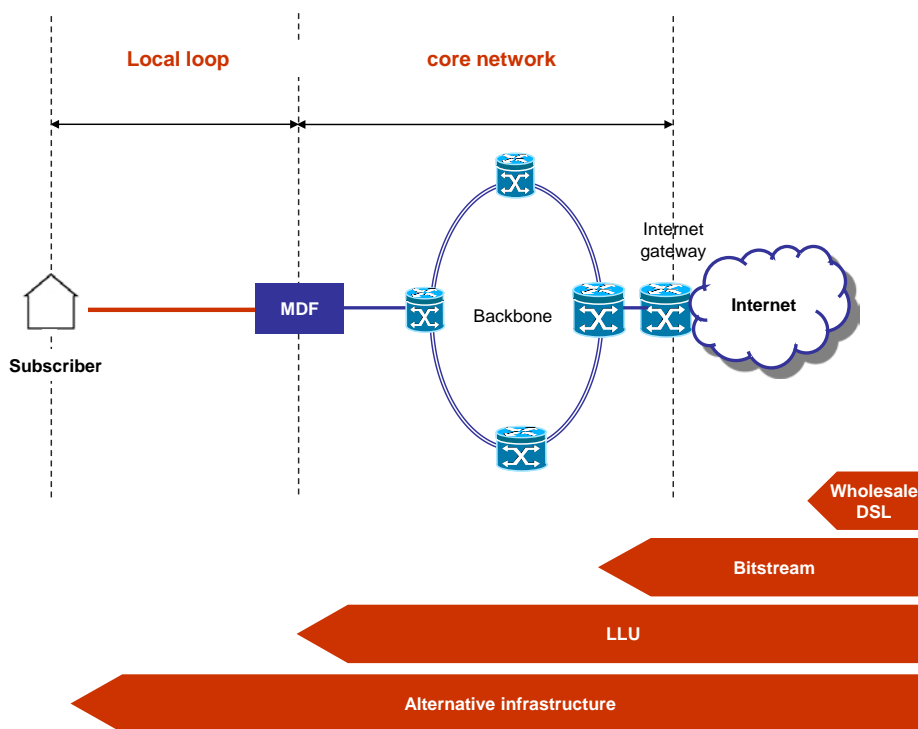 Local loop
core network
Internet
gateway
MDF
Backbone
Internet
Subscriber
Wholesale
DSL
Bitstream
LLU
Alternative infrastructure